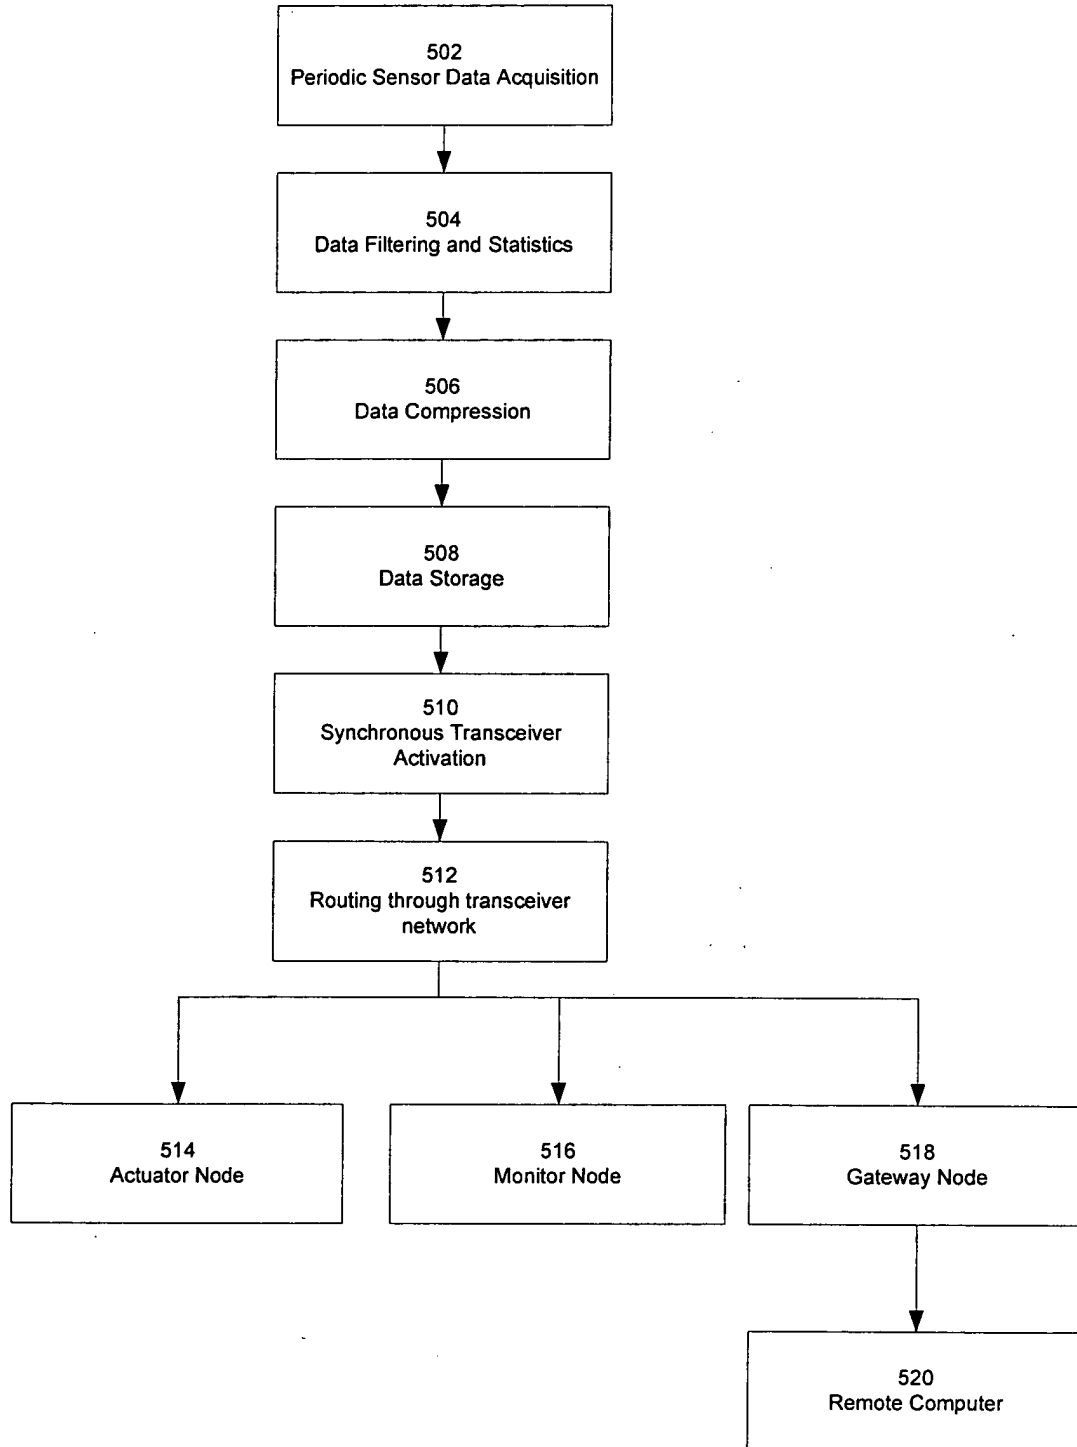 502
Periodic Sensor Data Acquisition
504
Data Filtering and Statistics
506
Data Compression
508
Data Storage
510
Synchronous Transceiver
Activation
512
Routing through transceiver
network
514
Actuator Node
516
Monitor Node
518
Gateway Node
520
Remote Computer